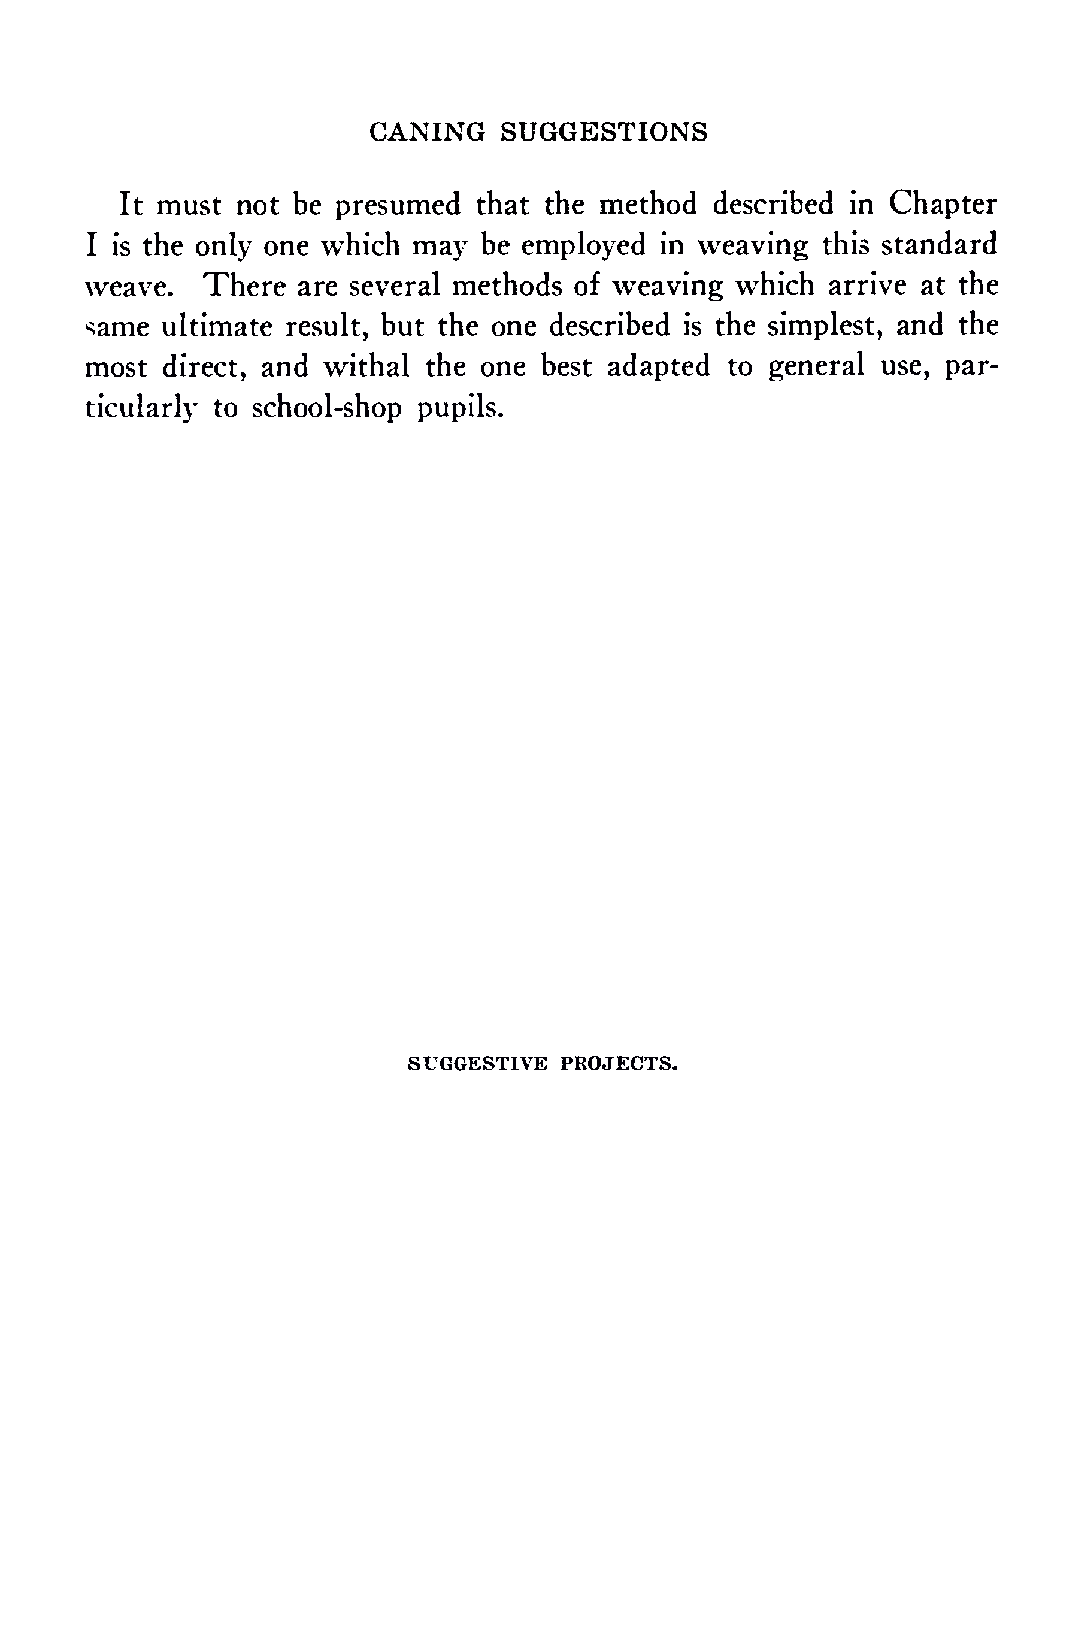 CANING SUGGESTIONS
It must not be presumed that the method described in Chapter
I is the only one which may be employed in weaving this standard
weave. There are several methods of weaving which arrive at the
same ultimate result, but the one described is the simplest, and the
most direct, and withal the one best adapted to general use, par-
ticularly to school-shop pupils.
SUGGESTIVE PROJECTS.